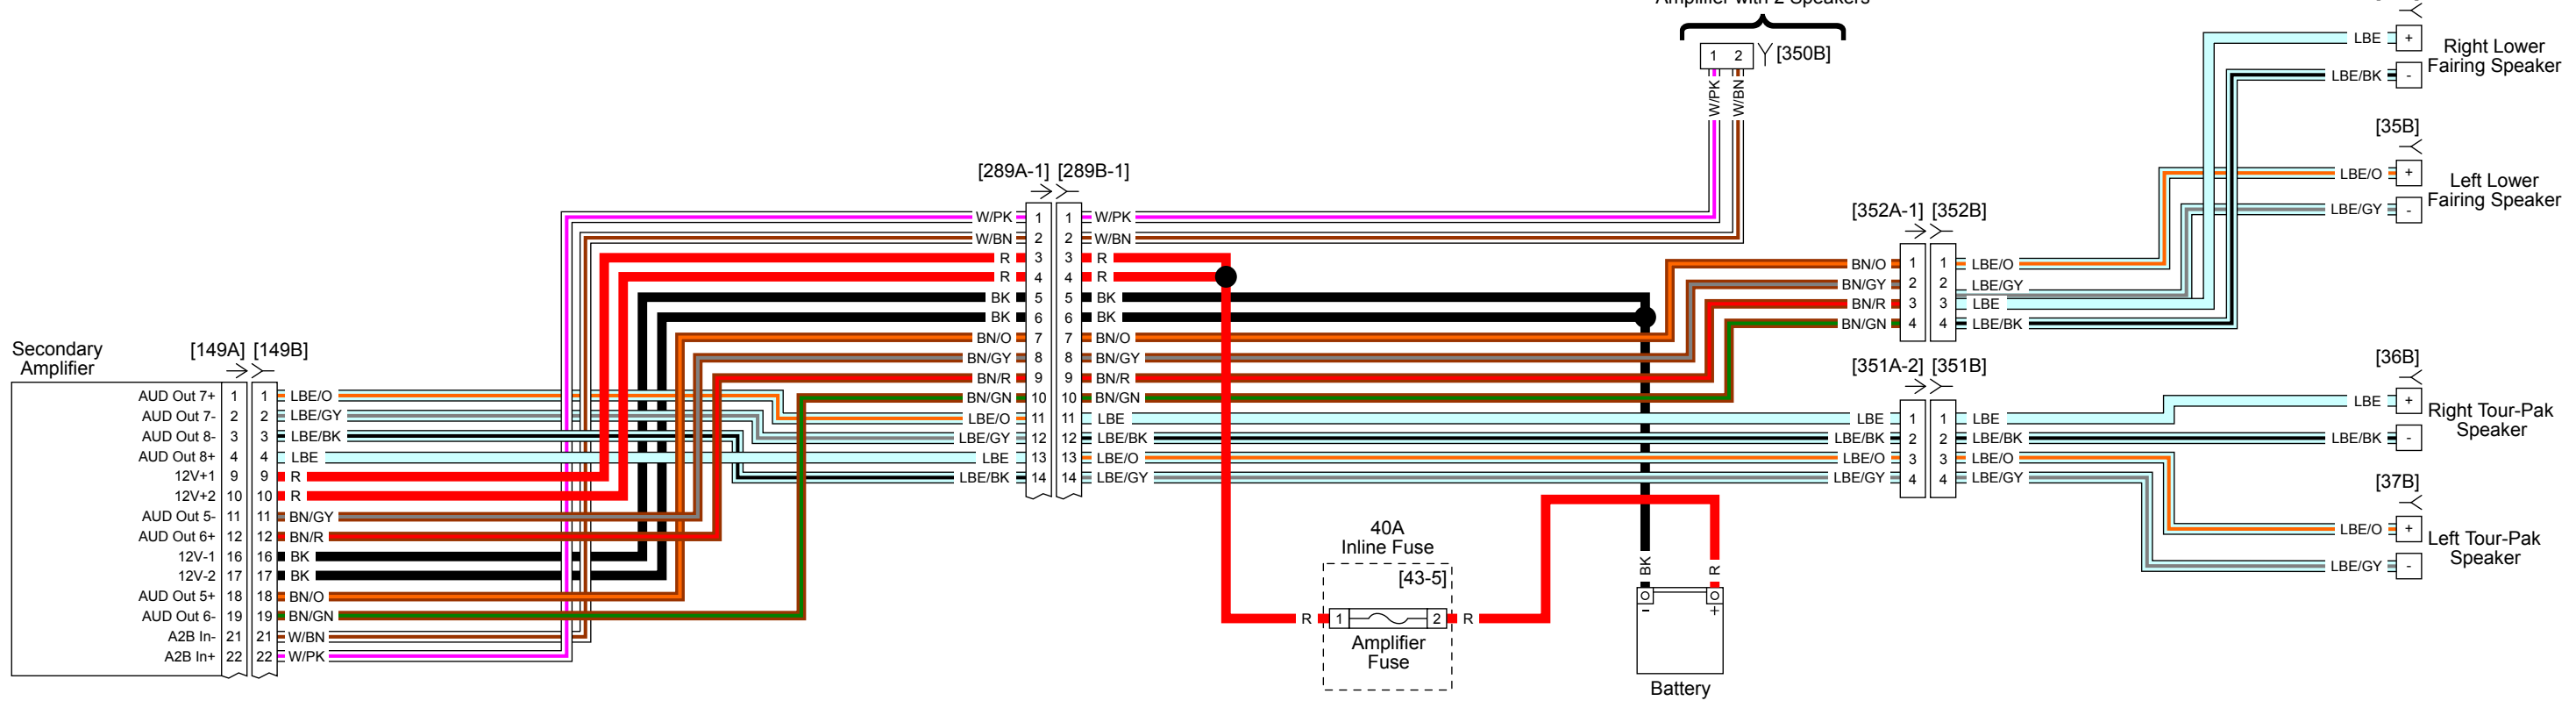 Amplifier with 2 Speakers
1 2 [350B]
W/PK W/BN
LBE + Right Lower
Fairing Speaker
LBE/BK -
[35B]
LBE/O + Left Lower
Fairing Speaker
LBE/GY -
[289A-1] [289B-1]
W/PK 1 1 W/PK
W/BN 2 2 W/BN
R 3 3 R
R 4 4 R
BK 5 5 BK
BK 6 6 BK
BN/O 7 7 BN/O
BN/GY 8 8 BN/GY
BN/R 9 9 BN/R
BN/GN 10 10 BN/GN
LBE/O 11 11 LBE
LBE/GY 12 12 LBE/BK
LBE 13 13 LBE/O
LBE/BK 14 14 LBE/GY
[352A-1] [352B]
BN/O 1 1 LBE/O
BN/GY 2 2 LBE/GY
BN/R 3 3 LBE
BN/GN 4 4 LBE/BK
[351A-2] [351B]
LBE 1 1 LBE
LBE/BK 2 2 LBE/BK
LBE/O 3 3 LBE/O
LBE/GY 4 4 LBE/GY
[36B]
LBE + Right Tour-Pak
Speaker
LBE/BK -
[37B]
LBE/O + Left Tour-Pak
Speaker
LBE/GY -
Secondary
Amplifier
[149A] [149B]
AUD Out 7+ 1 1 LBE/O
AUD Out 7- 2 2 LBE/GY
AUD Out 8- 3 3 LBE/BK
AUD Out 8+ 4 4 LBE
12V+1 9 9 R
12V+2 10 10 R
AUD Out 5- 11 11 BN/GY
AUD Out 6+ 12 12 BN/R
12V-1 16 16 BK
12V-2 17 17 BK
AUD Out 5+ 18 18 BN/O
AUD Out 6- 19 19 BN/GN
A2B In- 21 21 W/BN
A2B In+ 22 22 W/PK
40A
Inline Fuse
[43-5]
R 1 2 R
Amplifier
Fuse
BK R
- +
Battery